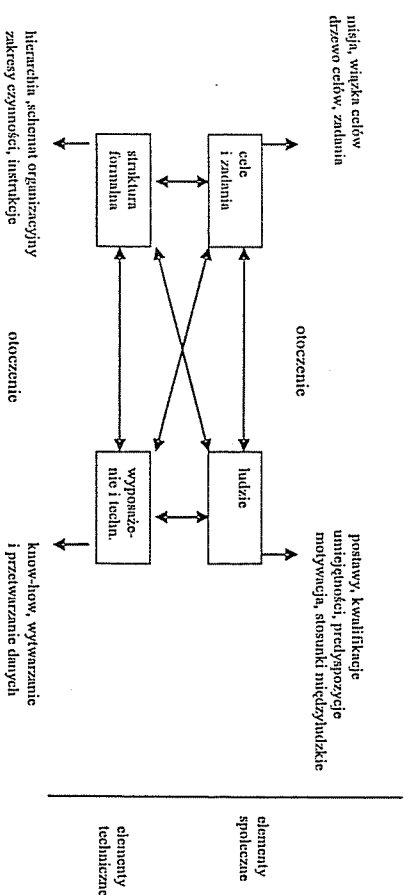 misja, wiązka celów
drzewo celów, zadania
postawy, kwalifikacje
umiejętności, predyspozycje
motywacja, stosunki międzyludzkie
otoczenie
cele
i zadania
ludzie
elementy
społeczne
struktura
formalna
wyposaże-
nie i techn.
elementy
techniczne
hierarchia ,schemat organizacyjny
zakresy czynności, instrukcje
otoczenie
know-how, wytwarzanie
i przetwarzanie danych